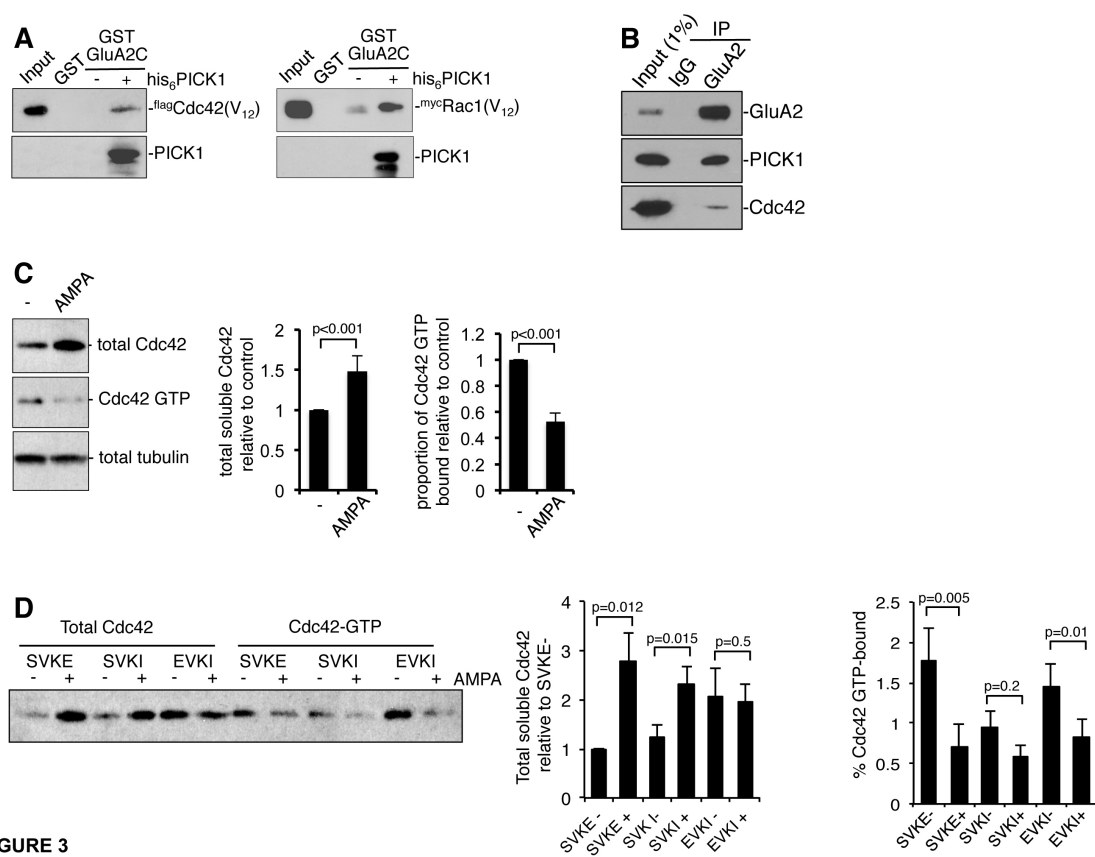 A
GST
GluA2C
Input
GST
- +
his6PICK1
-flagCdc42(V12)
-PICK1
GST
GluA2C
Input
GST
- +
his6PICK1
-mycRac1(V12)
-PICK1
B
IP
Input (1%)
IgG
GluA2
-GluA2
-PICK1
-Cdc42
C
- AMPA
total Cdc42
Cdc42 GTP
total tubulin
total soluble Cdc42
relative to control
2
1.5
1
0.5
0
p<0.001
- AMPA
proportion of Cdc42 GTP
bound relative to control
1.2
1
0.8
0.6
0.4
0.2
0
p<0.001
- AMPA
D
Total Cdc42 Cdc42-GTP
SVKE SVKI EVKI SVKE SVKI EVKI
- + - + - + - + - + - + AMPA
Total soluble Cdc42
relative to SVKE-
4
3
2
1
0
p=0.012
p=0.015
p=0.5
SVKE - SVKE + SVK I- SVKI + EVKI - EVKI +
% Cdc42 GTP-bound
2.5
2
1.5
1
0.5
0
p=0.005
p=0.2
p=0.01
SVKE- SVKE+ SVKI- SVKI+ EVKI- EVKI+
GURE 3